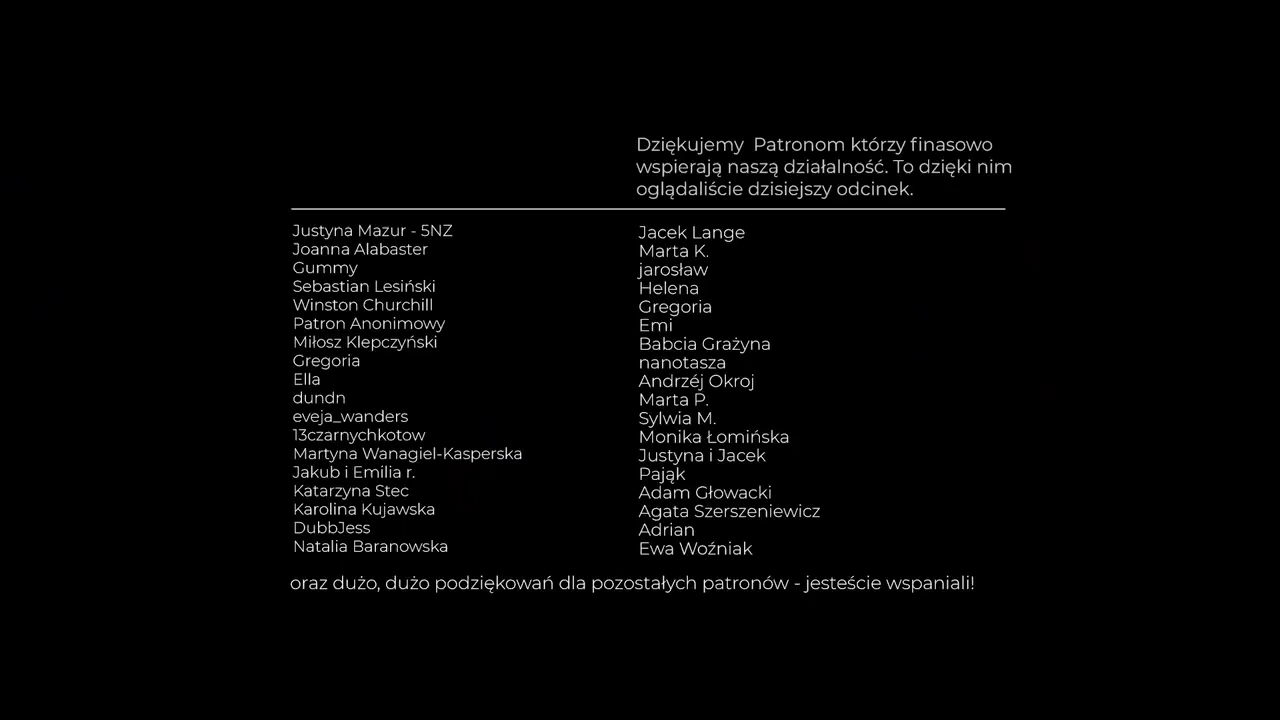 Dziękujemy  Patronom którzy finasowo
wspierają naszą działalność. To dzięki nim
oglądaliście dzisiejszy odcinek.
Justyna Mazur - 5NZ
Joanna Alabaster
Gummy
Sebastian Lesiński
Winston Churchill
Patron Anonimowy
Miłosz Klepczyński
Gregoria
Ella
dundn
eveja_wanders
13czarnychkotow
Martyna Wanagiel-Kasperska
Jakub i Emilia r.
Katarzyna Stec
Karolina Kujawska
DubbJess
Natalia Baranowska
Jacek Lange
Marta K.
jarosław
Helena
Gregoria
Emi
Babcia Grażyna
nanotasza
Andrzéj Okroj
Marta P.
Sylwia M.
Monika Łomińska
Justyna i Jacek
Pająk
Adam Głowacki
Agata Szerszeniewicz
Adrian
Ewa Woźniak
oraz dużo, dużo podziękowań dla pozostałych patronów - jesteście wspaniali!